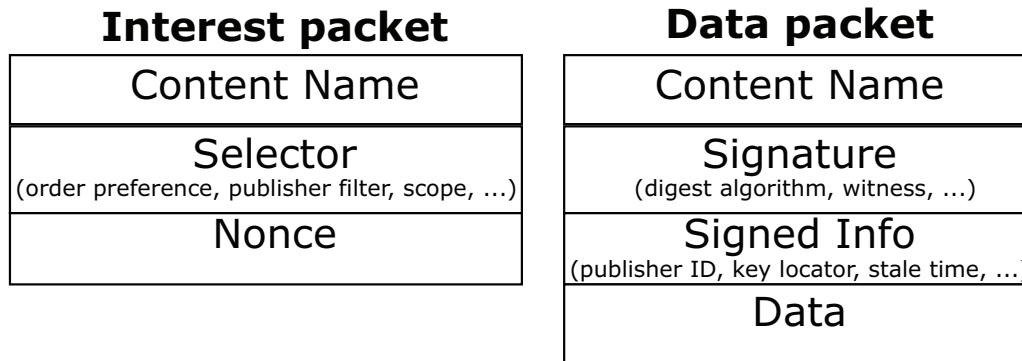 Interest packet
Content Name
Selector
(order preference, publisher filter, scope, ...)
Nonce
Data packet
Content Name
Signature
(digest algorithm, witness, ...)
Signed Info
(publisher ID, key locator, stale time, ...)
Data